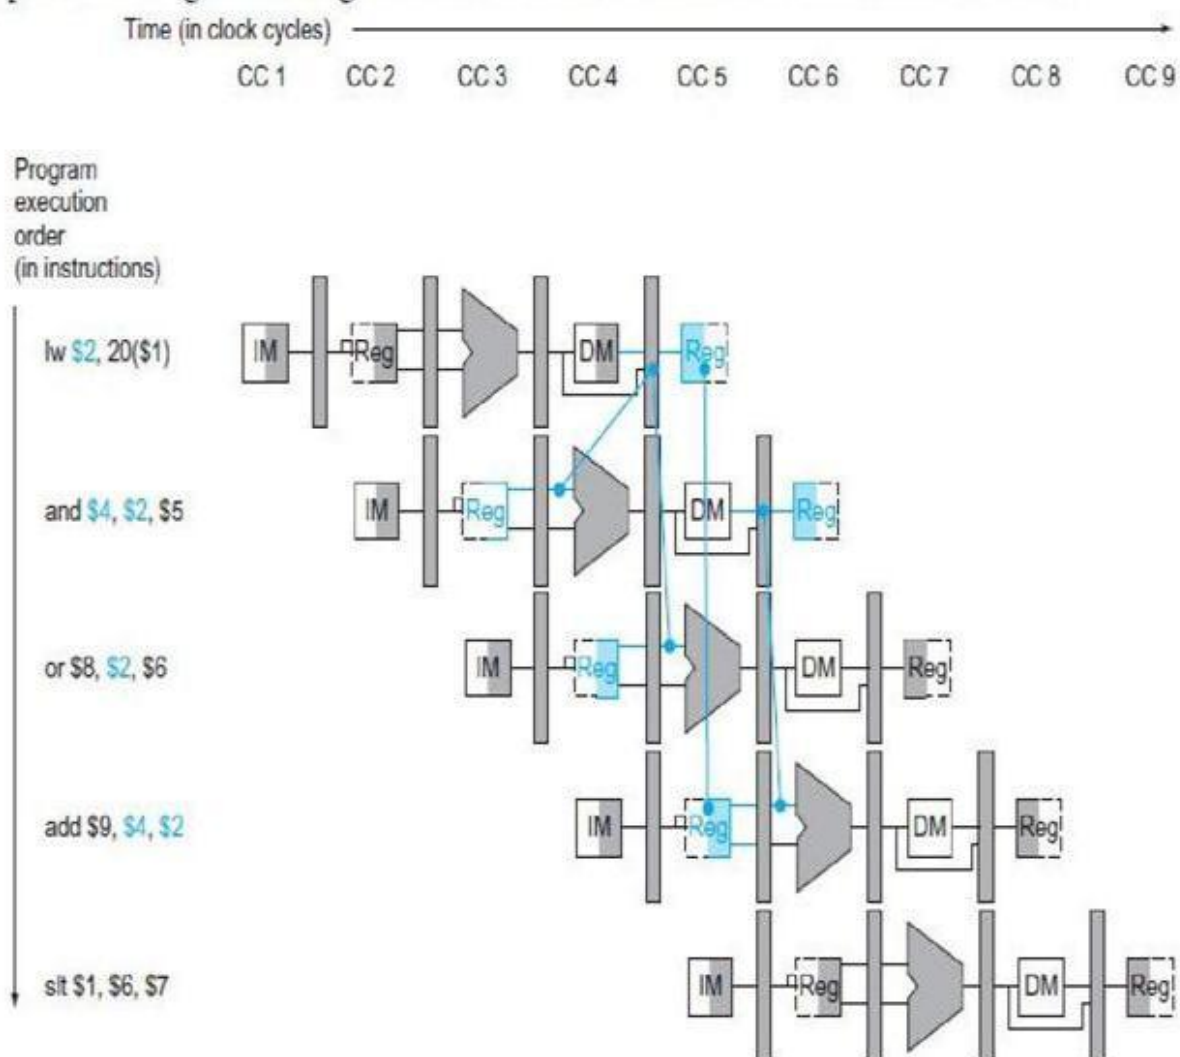 Time (in clock cycles)
CC 1 CC 2 CC 3 CC 4 CC 5 CC 6 CC 7 CC 8 CC 9
Program
execution
order
(in instructions)
lw $2, 20($1) IM Reg DM Reg
and $4, $2, $5 IM Reg DM Reg
or $8, $2, $6 IM Reg DM Reg
add $9, $4, $2 IM Reg DM Reg
slt $1, $6, $7 IM Reg DM Reg